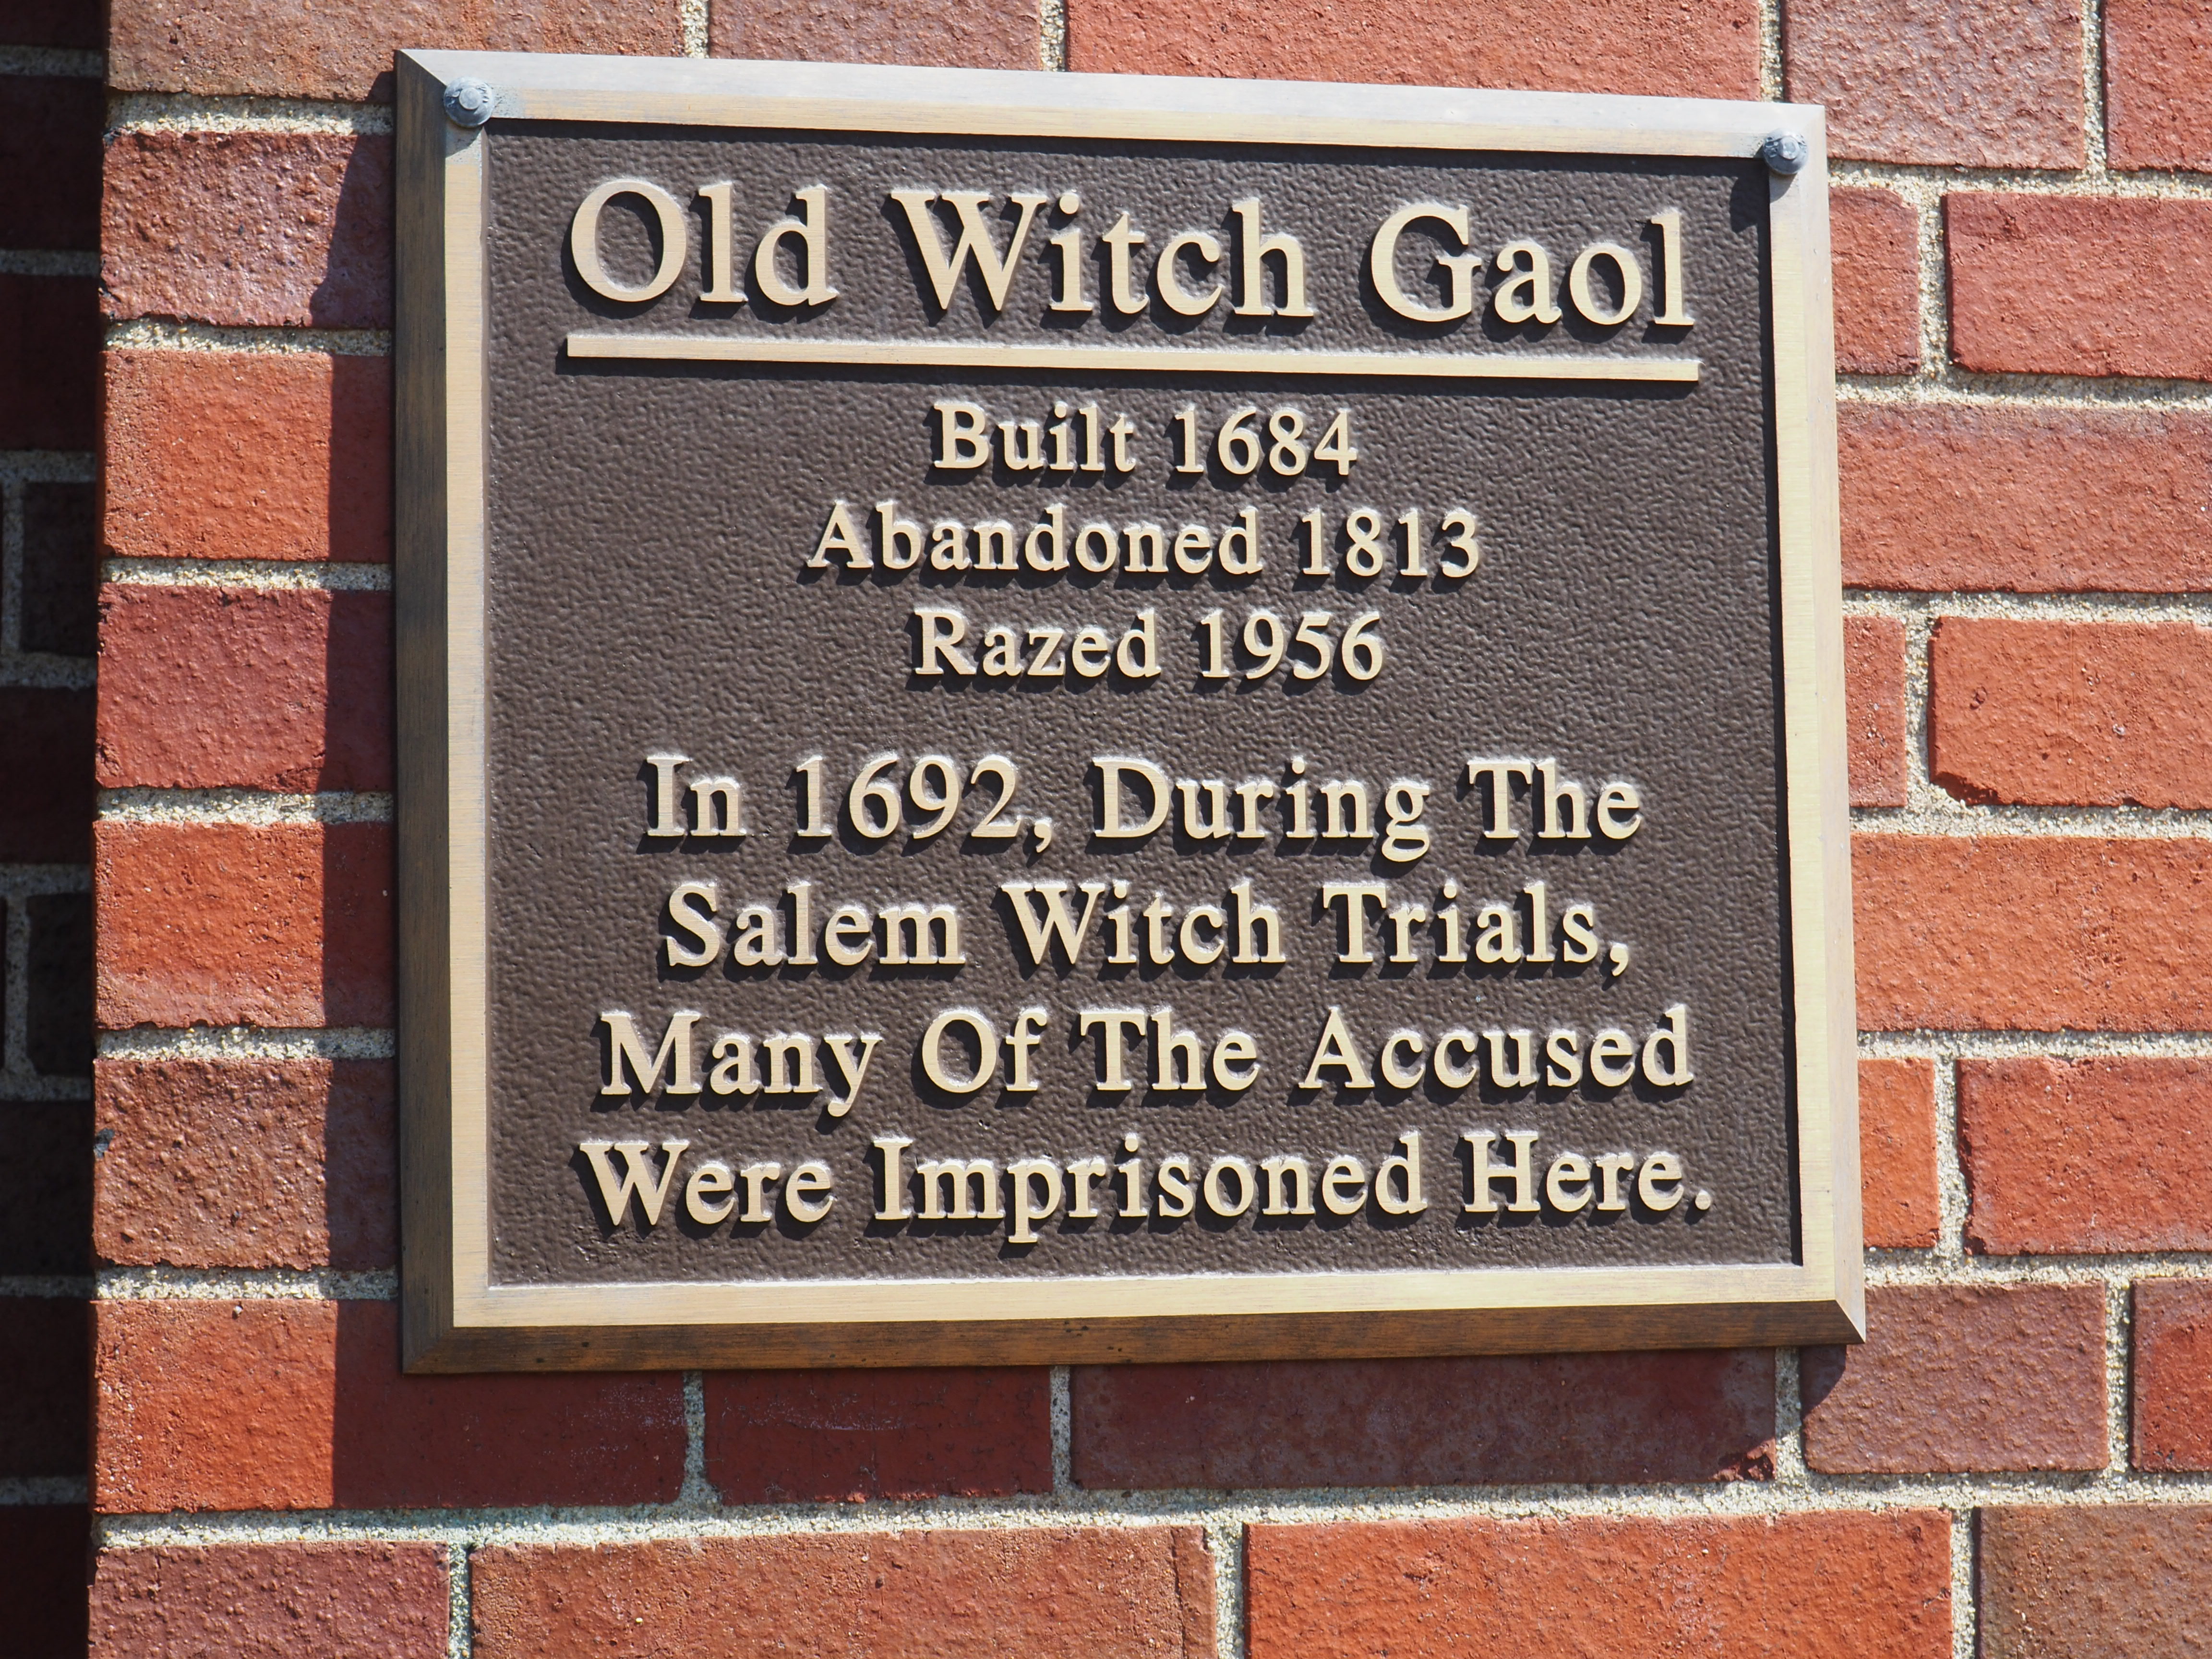 Old Witch Gaol
Built 1684
Abandoned 1813
Razed 1956
In 1692, During The
Salem Witch Trials,
Many Of The Accused
Were Imprisoned Here.